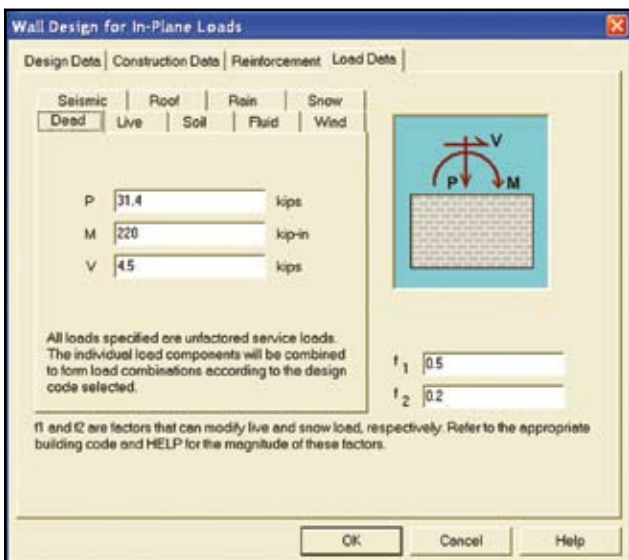 Wall Design for In-Plane Loads
Design Data Construction Data Reinforcement Load Data
Seismic Roof Rain Snow
Dead Live Soil Fluid Wind
P 31.4 kips
M 220 kip-in
V 4.5 kips
All loads specified are unfactored service loads.
The individual load components will be combined
to form load combinations according to the design
code selected.
V
P M
f1 0.5
f2 0.2
f1 and f2 are factors that can modify live and snow load, respectively. Refer to the appropriate
building code and HELP for the magnitude of these factors.
OK Cancel Help